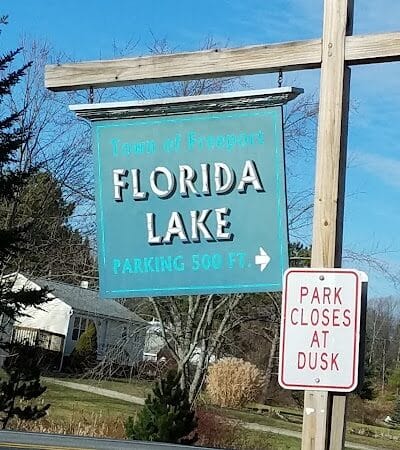 Town of Freeport
FLORIDA
LAKE
PARKING 500 FT.
PARK
CLOSES
AT
DUSK